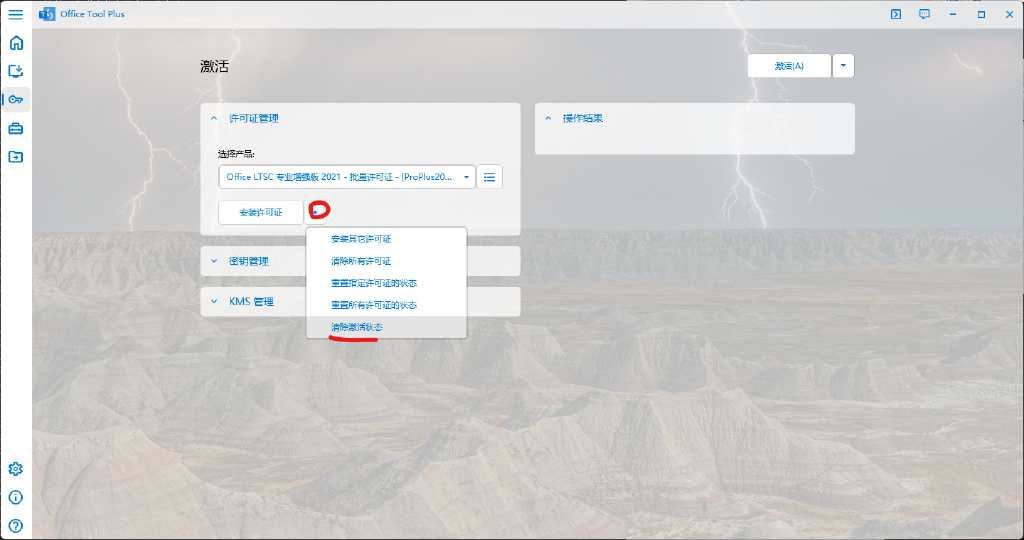 Office Tool Plus
激活
激活(A)
许可证管理
操作结果
选择产品:
Office LTSC 专业增强版 2021 - 批量许可证 - [ProPlus20...
安装许可证
安装其它许可证
清除所有许可证
重置指定许可证的状态
重置所有许可证的状态
清除激活状态
密钥管理
KMS 管理